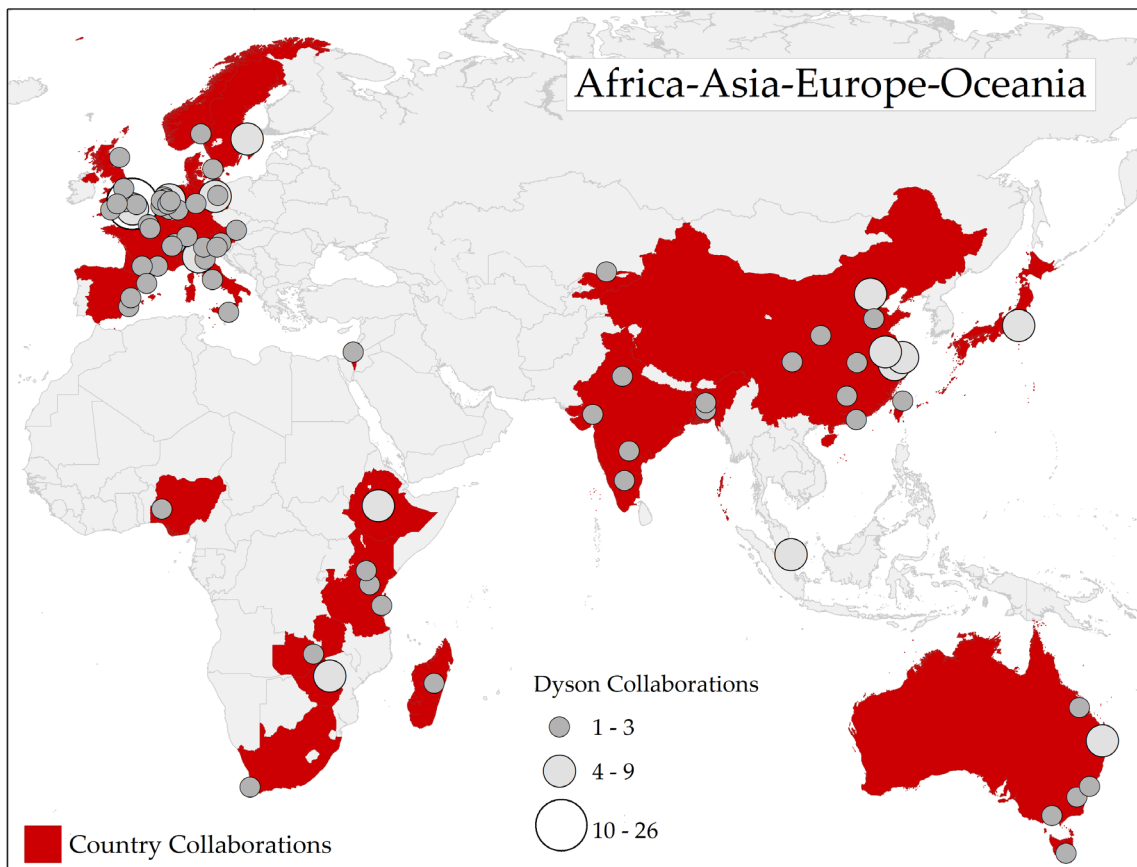 Africa-Asia-Europe-Oceania
Dyson Collaborations
1 - 3
4 - 9
10 - 26
Country Collaborations